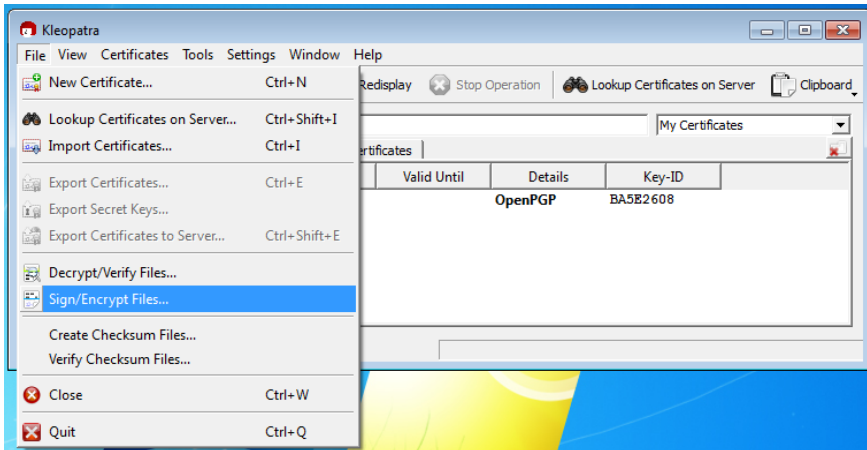 Kleopatra
File View Certificates Tools Settings Window Help
New Certificate... Ctrl+N
Redisplay Stop Operation Lookup Certificates on Server Clipboard
Lookup Certificates on Server... Ctrl+Shift+I
My Certificates
Import Certificates... Ctrl+I
ertificates
Valid Until Details Key-ID
Export Certificates... Ctrl+E
OpenPGP BA5E2608
Export Secret Keys...
Export Certificates to Server... Ctrl+Shift+E
Decrypt/Verify Files...
Sign/Encrypt Files...
Create Checksum Files...
Verify Checksum Files...
Close Ctrl+W
Quit Ctrl+Q